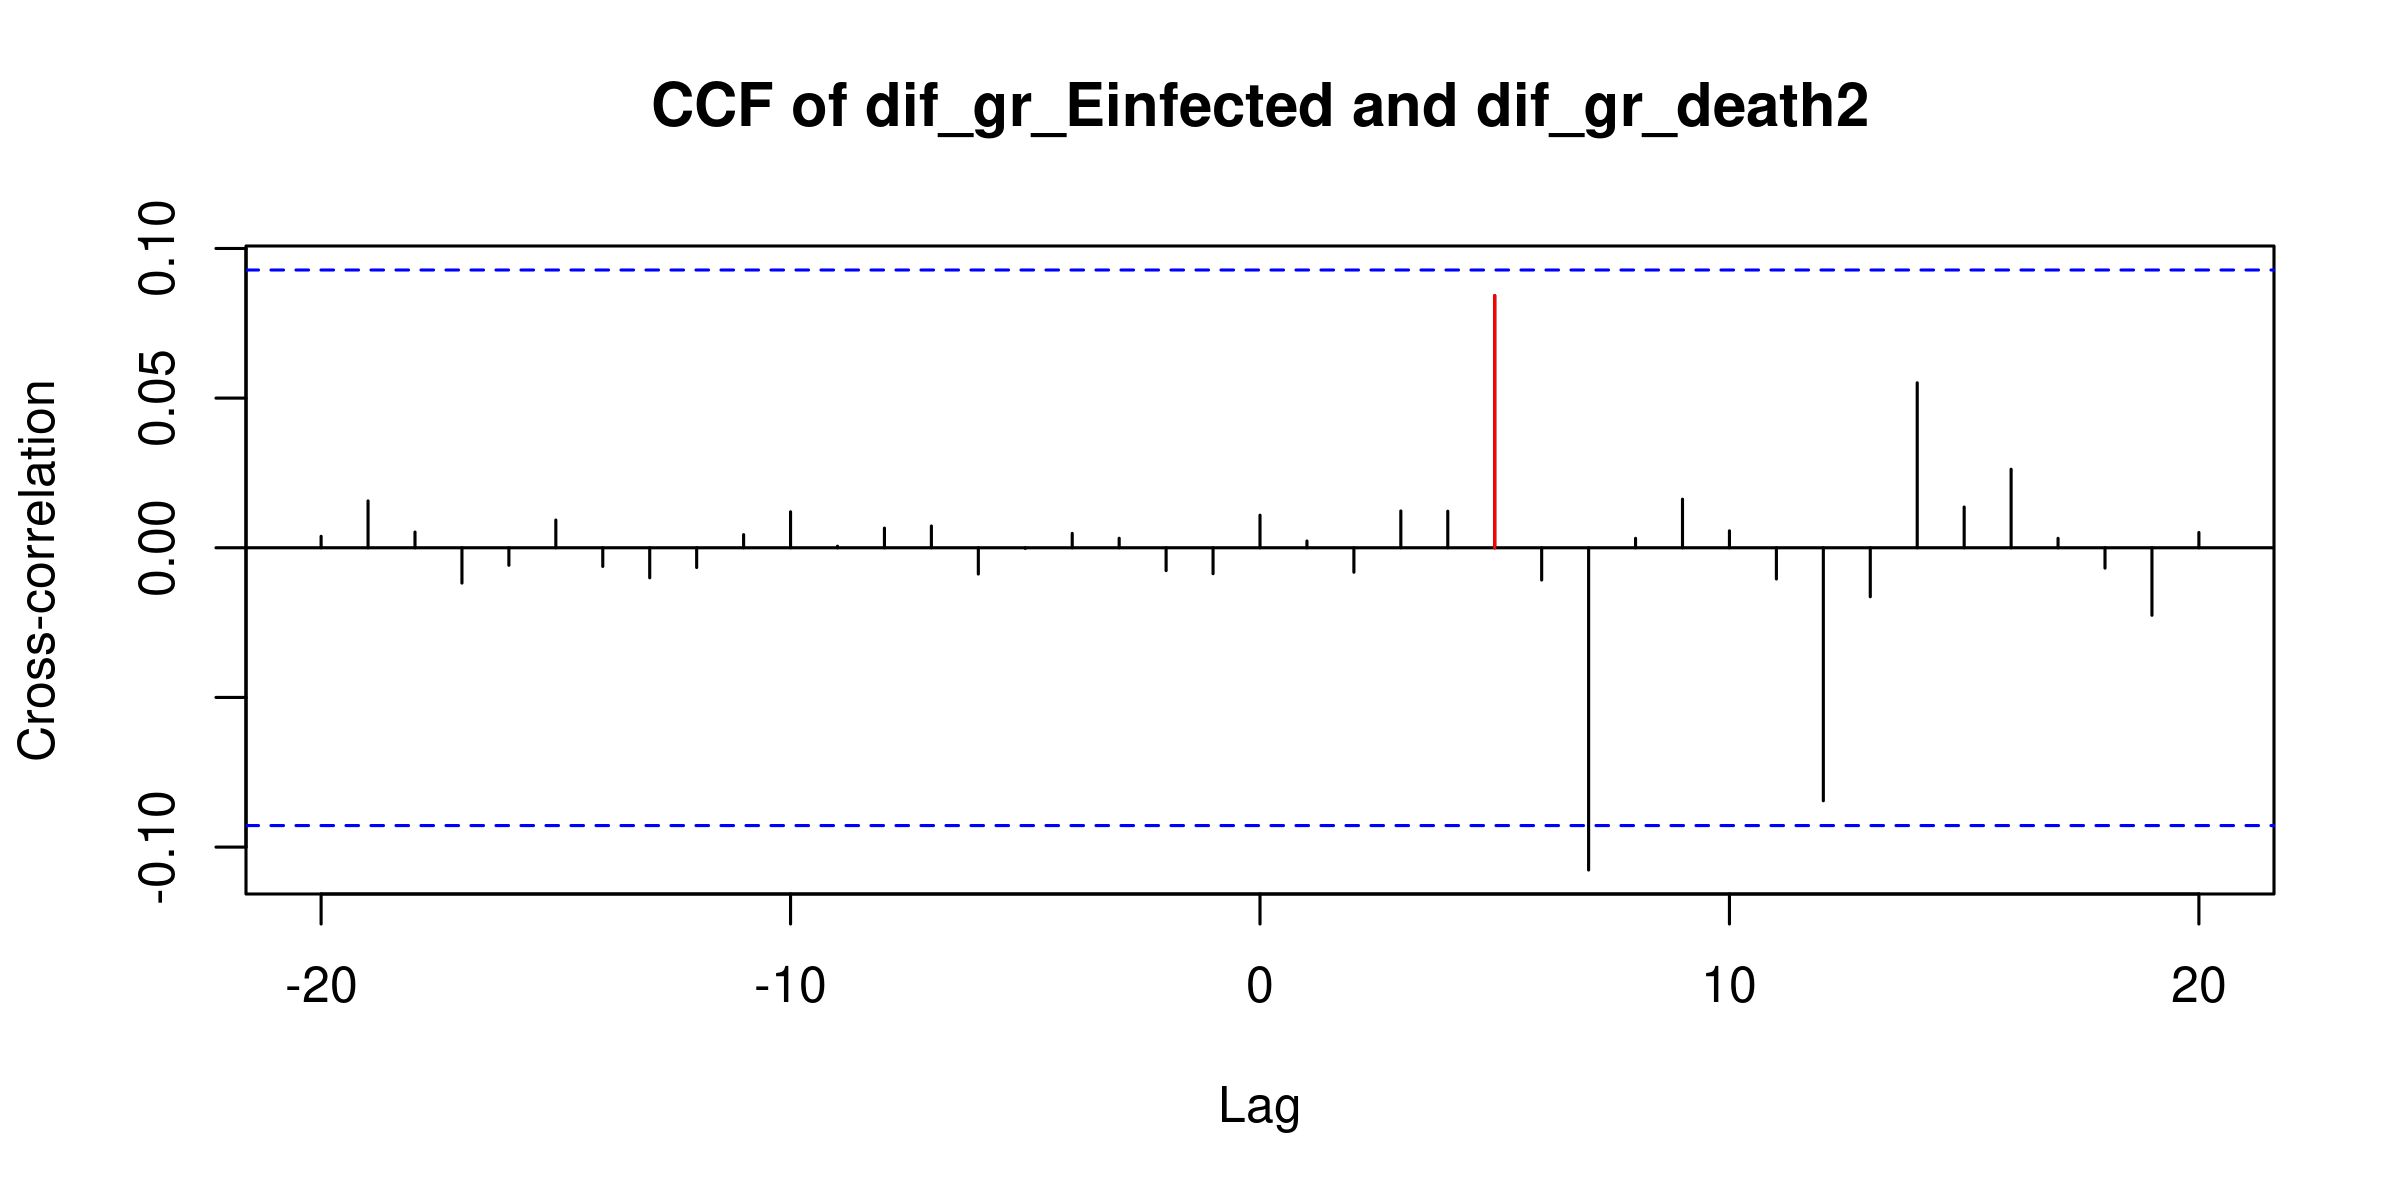 CCF of dif_gr_Einfected and dif_gr_death2
Cross-correlation
0.10
0.05
0.00
-0.10
-20 -10 0 10 20
Lag